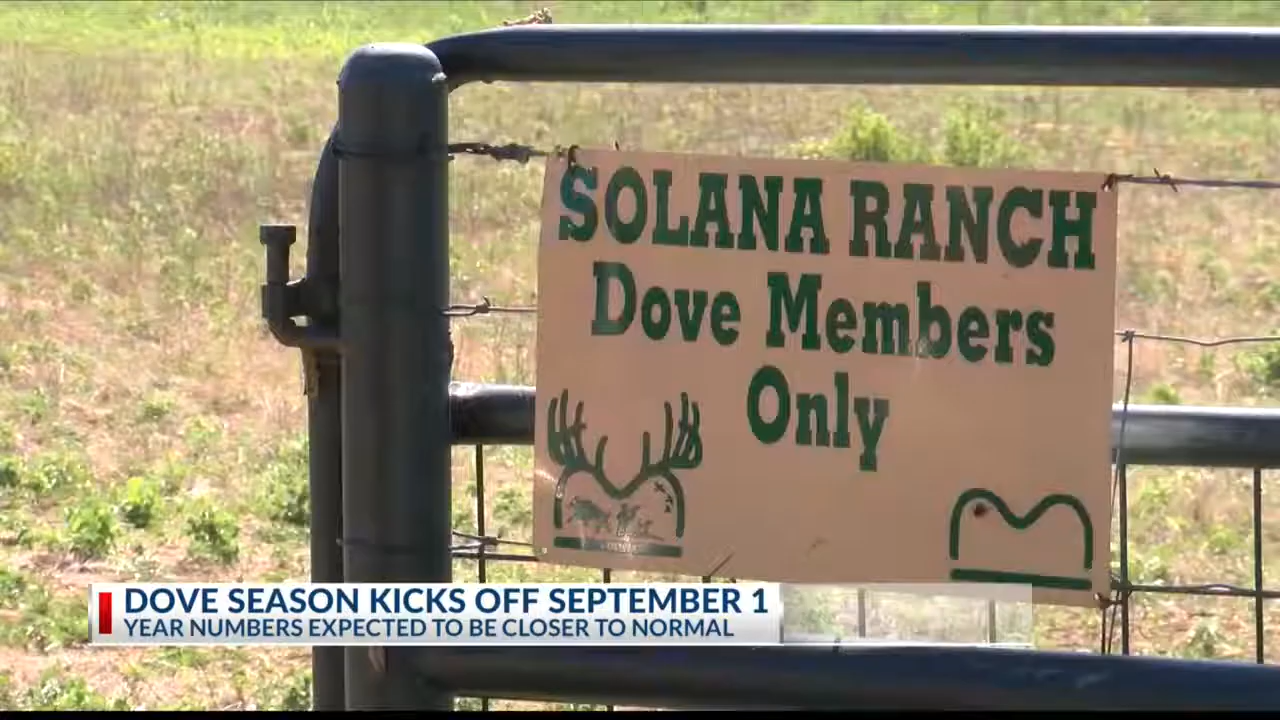 SOLANA RANCH
Dove Members
Only
DOVE SEASON KICKS OFF SEPTEMBER 1
YEAR NUMBERS EXPECTED TO BE CLOSER TO NORMAL